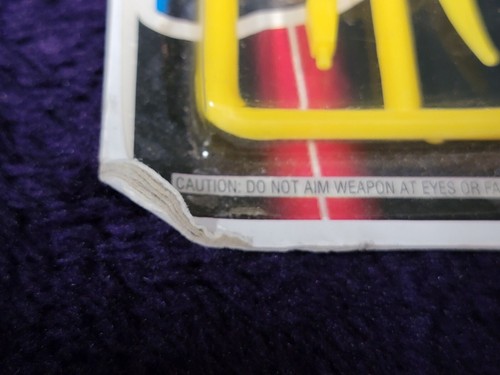 CAUTION: DO NOT AIM WEAPON AT EYES OR